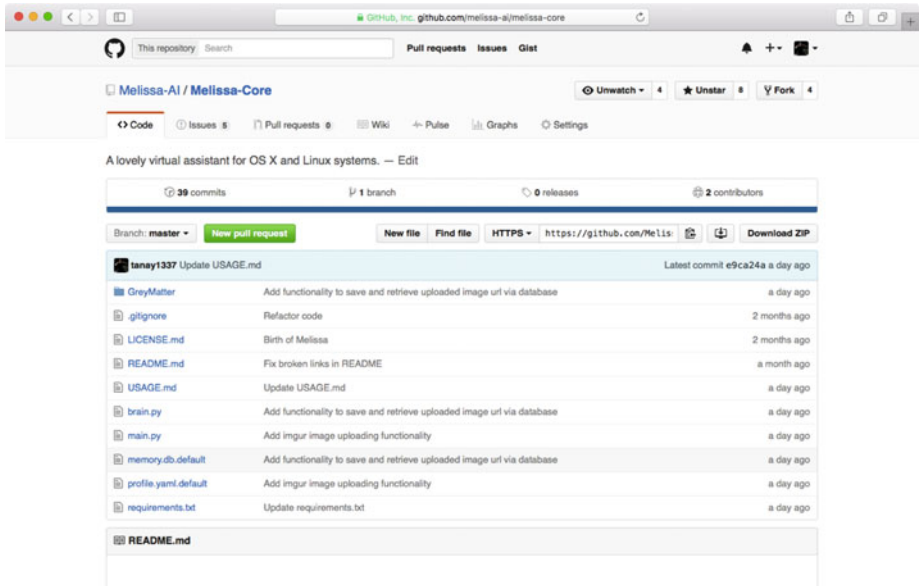 GitHub, Inc. github.com/melissa-ai/melissa-core
This repository Search Pull requests Issues Gist
Melissa-AI / Melissa-Core Unwatch 4 Unstar 8 Fork 4
Code Issues 5 Pull requests 0 Wiki Pulse Graphs Settings
A lovely virtual assistant for OS X and Linux systems. — Edit
39 commits 1 branch 0 releases 2 contributors
Branch: master New pull request New file Find file HTTPS https://github.com/Melis Download ZIP
tanay1337 Update USAGE.md Latest commit e9ca24a a day ago
GreyMatter Add functionality to save and retrieve uploaded image url via database a day ago
.gitignore Refactor code 2 months ago
LICENSE.md Birth of Melissa 2 months ago
README.md Fix broken links in README a month ago
USAGE.md Update USAGE.md a day ago
brain.py Add functionality to save and retrieve uploaded image url via database a day ago
main.py Add imgur image uploading functionality a day ago
memory.db.default Add functionality to save and retrieve uploaded image url via database a day ago
profile.yaml.default Add imgur image uploading functionality a day ago
requirements.txt Update requirements.txt a day ago
README.md